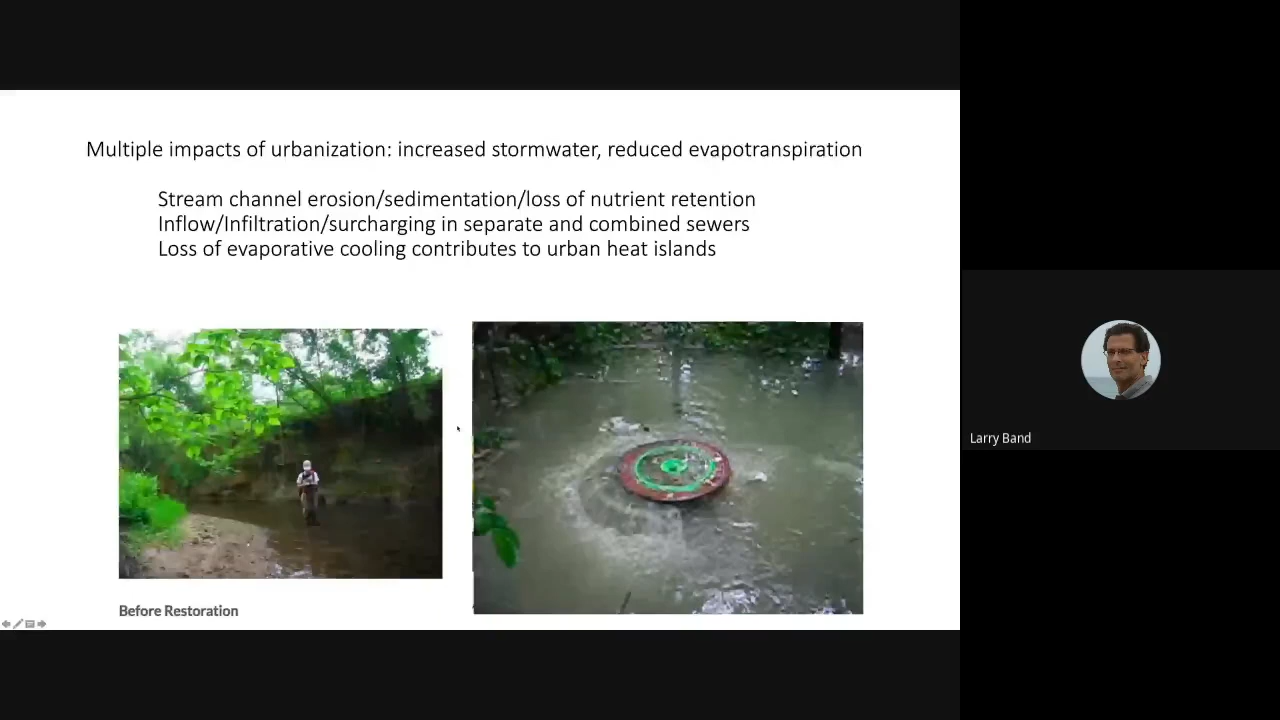 Multiple impacts of urbanization: increased stormwater, reduced evapotranspiration
Stream channel erosion/sedimentation/loss of nutrient retention
Inflow/Infiltration/surcharging in separate and combined sewers
Loss of evaporative cooling contributes to urban heat islands
Before Restoration
Larry Band